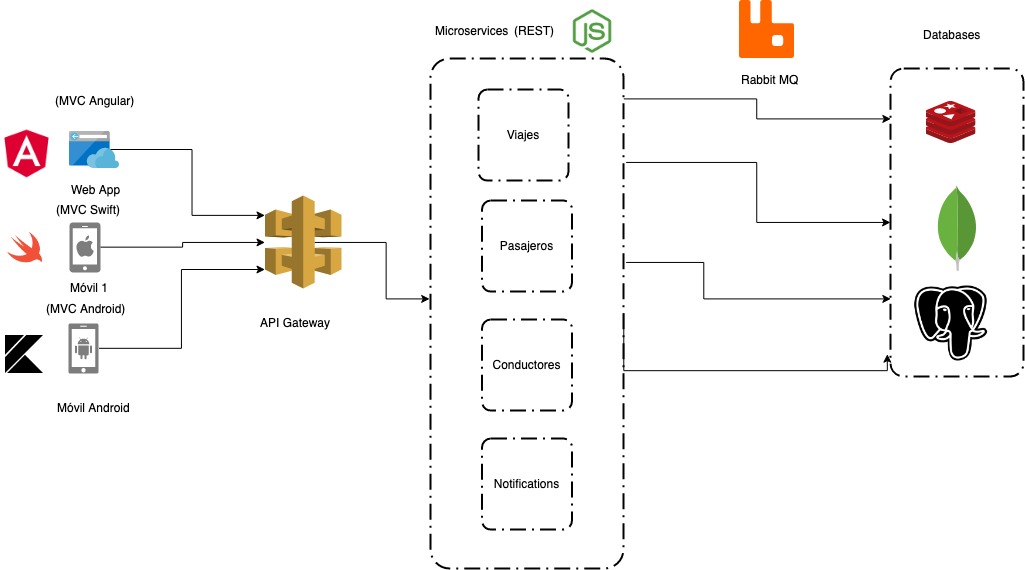 Microservices (REST)
JS
Rabbit MQ
Databases
(MVC Angular)
A
Web App
(MVC Swift)
Móvil 1
(MVC Android)
Móvil Android
API Gateway
Viajes
Pasajeros
Conductores
Notifications